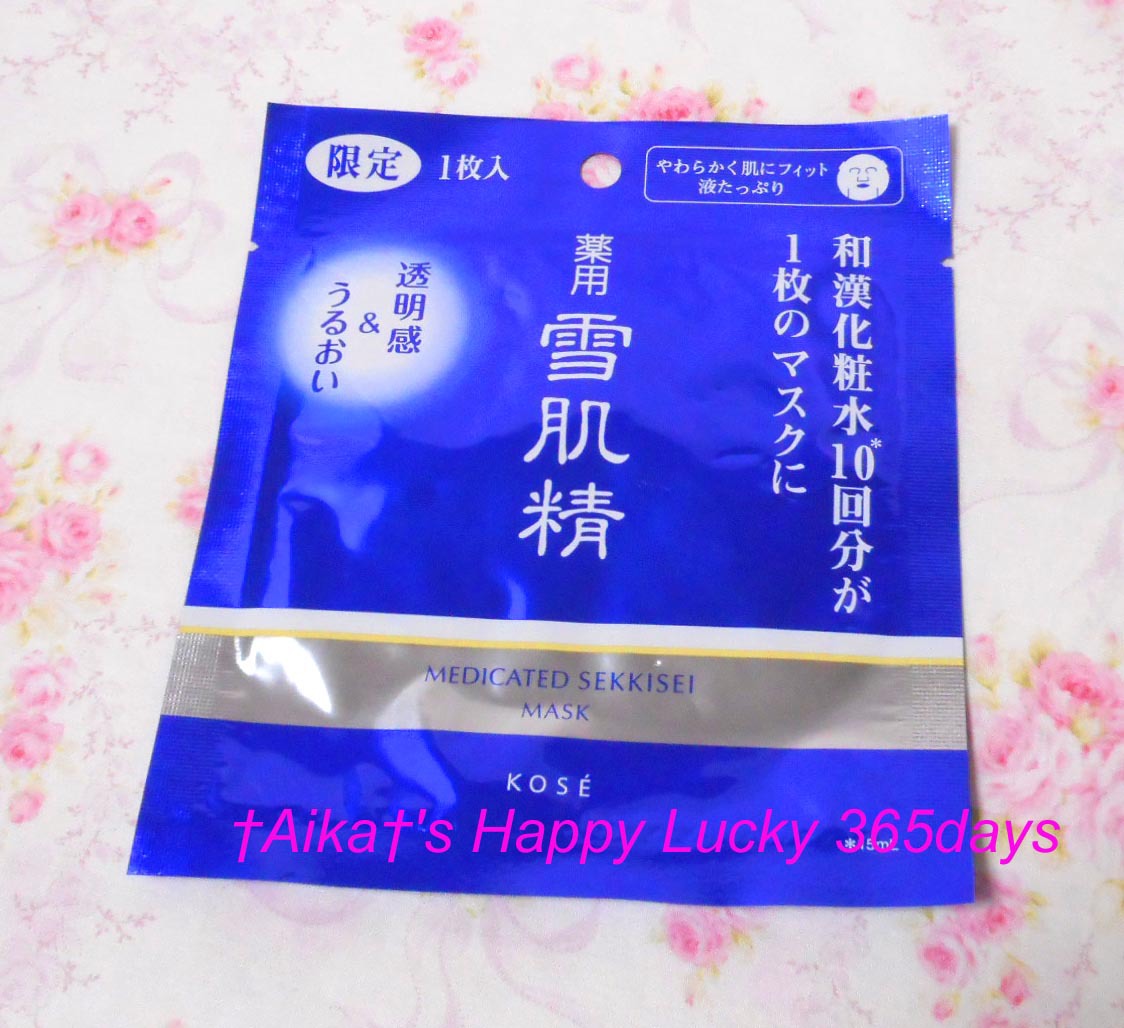 限定 1枚入
やわらかく肌にフィット
液たっぷり
和漢化粧水*10回分が
1枚のマスクに
薬用
雪肌精
透明感
&
うるおい
MEDICATED SEKKISEI
MASK
KOSÉ
†Aika†'s Happy Lucky 365days